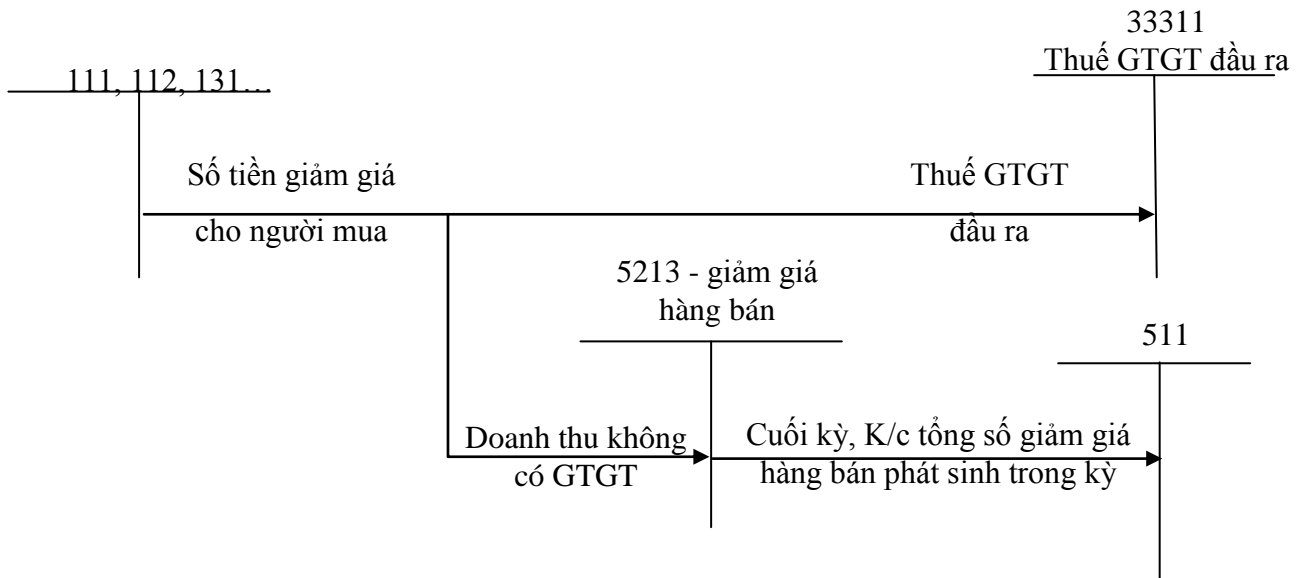 33311
Thuế GTGT đầu ra
111, 112, 131…
Số tiền giảm giá
cho người mua
Thuế GTGT
đầu ra
5213 - giảm giá
hàng bán
511
Doanh thu không
có GTGT
Cuối kỳ, K/c tổng số giảm giá
hàng bán phát sinh trong kỳ